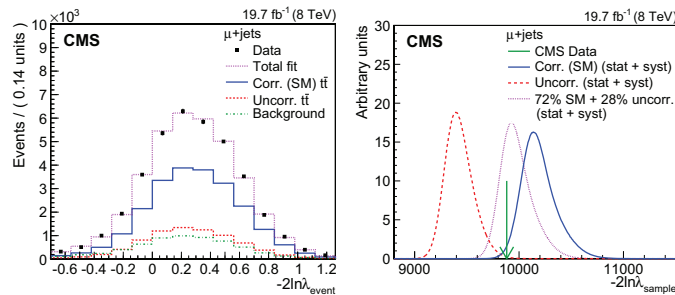 ×10³ 19.7 fb⁻¹ (8 TeV)
CMS
μ+jets
Data
Total fit
Corr. (SM) tt̄
Uncorr. tt̄
Background
Events / ( 0.14 units )
10
9
8
7
6
5
4
3
2
1
0
-0.6 -0.4 -0.2 0 0.2 0.4 0.6 0.8 1 1.2
-2lnλevent
19.7 fb⁻¹ (8 TeV)
CMS
μ+jets
CMS Data
Corr. (SM) (stat + syst)
Uncorr. (stat + syst)
72% SM + 28% uncorr.
(stat + syst)
Arbitrary units
30
25
20
15
10
5
0
9000 10000 11000
-2lnλsample